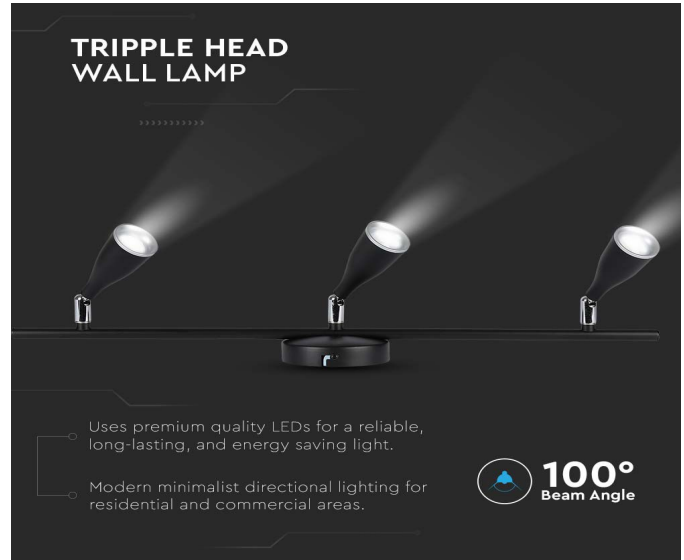 TRIPPLE HEAD
WALL LAMP
Uses premium quality LEDs for a reliable,
long-lasting, and energy saving light.
Modern minimalist directional lighting for
residential and commercial areas.
100°
Beam Angle